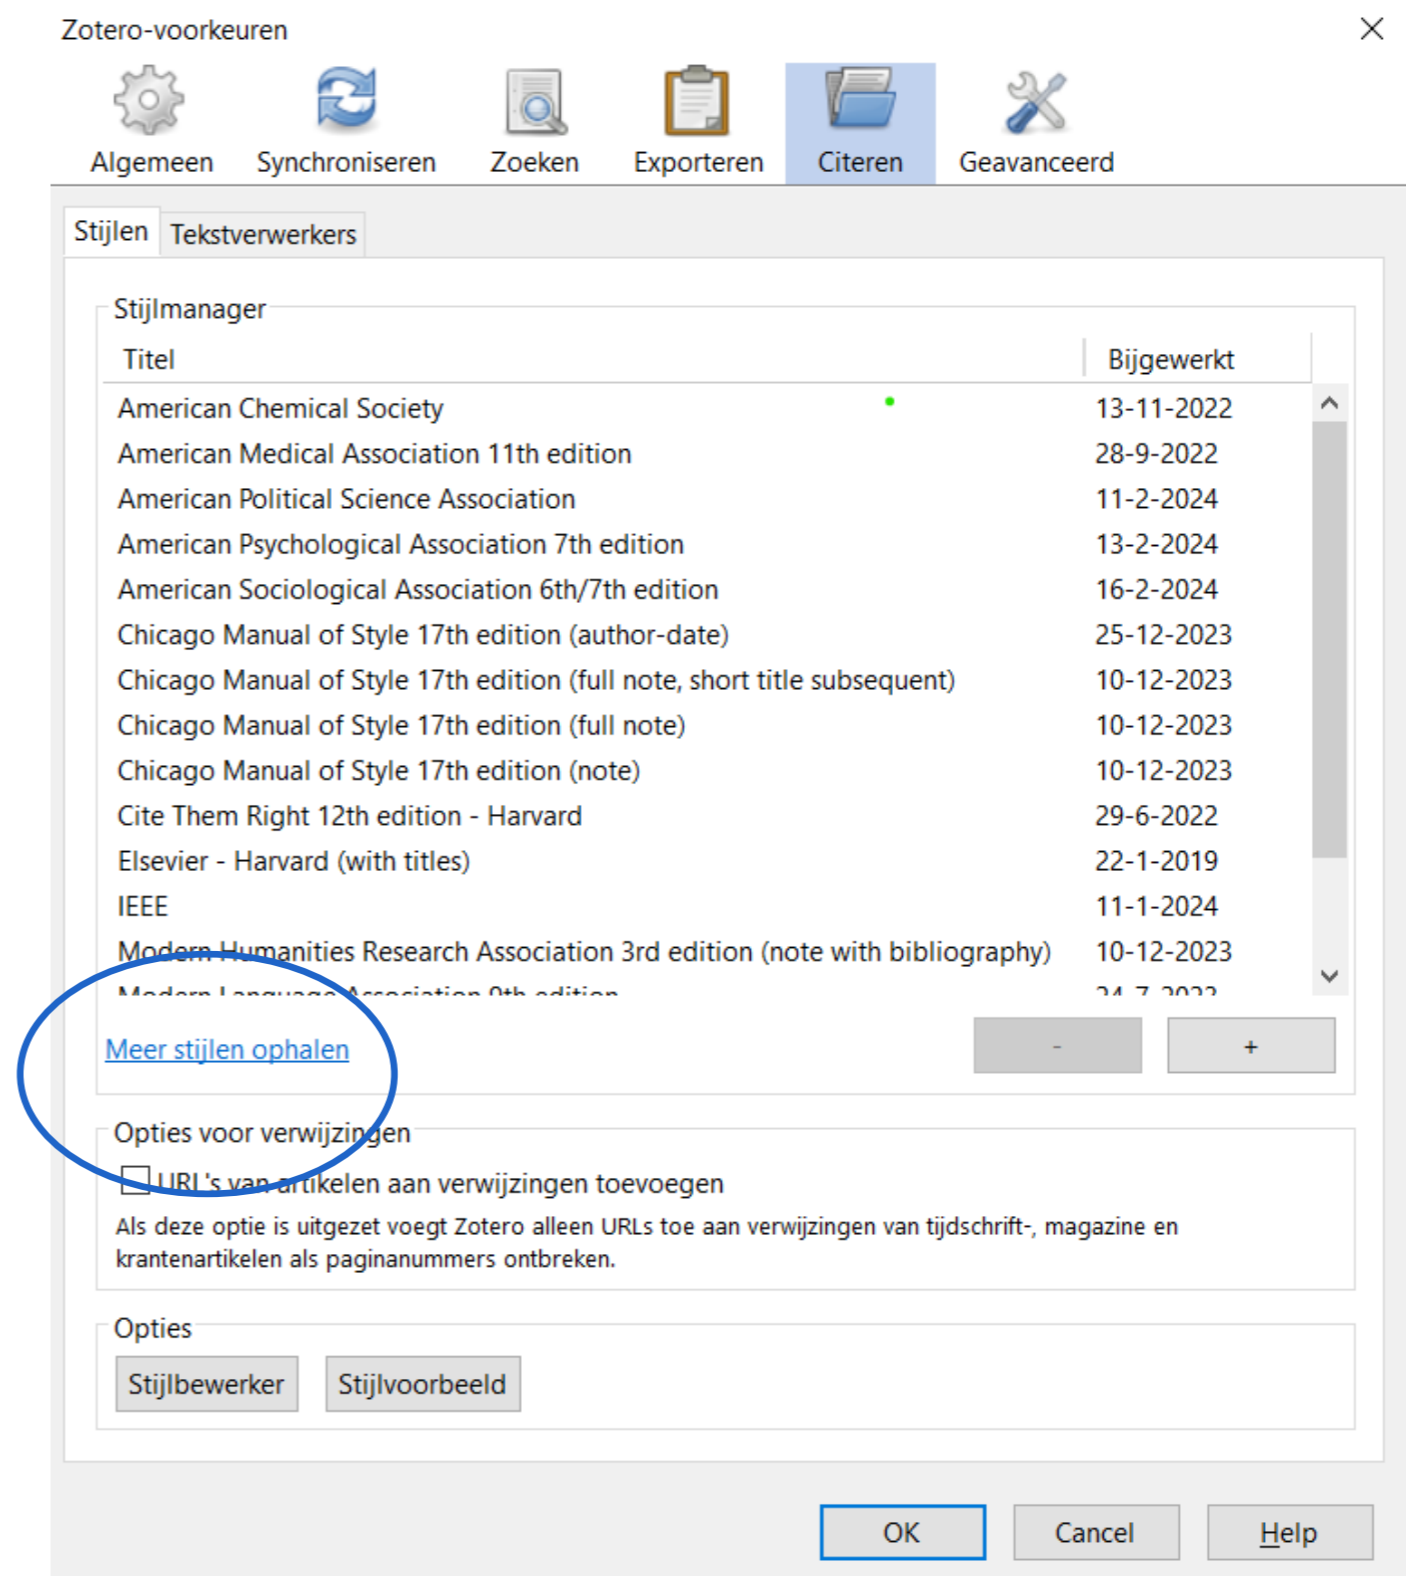 Zotero-voorkeuren
Algemeen Synchroniseren Zoeken Exporteren Citeren Geavanceerd
Stijlen Tekstverwerkers
Stijlmanager
Titel Bijgewerkt
American Chemical Society 13-11-2022
American Medical Association 11th edition 28-9-2022
American Political Science Association 11-2-2024
American Psychological Association 7th edition 13-2-2024
American Sociological Association 6th/7th edition 16-2-2024
Chicago Manual of Style 17th edition (author-date) 25-12-2023
Chicago Manual of Style 17th edition (full note, short title subsequent) 10-12-2023
Chicago Manual of Style 17th edition (full note) 10-12-2023
Chicago Manual of Style 17th edition (note) 10-12-2023
Cite Them Right 12th edition - Harvard 29-6-2022
Elsevier - Harvard (with titles) 22-1-2019
IEEE 11-1-2024
Modern Humanities Research Association 3rd edition (note with bibliography) 10-12-2023
Modern Language Association 9th edition
Meer stijlen ophalen - +
Opties voor verwijzingen
URL's van artikelen aan verwijzingen toevoegen
Als deze optie is uitgezet voegt Zotero alleen URLs toe aan verwijzingen van tijdschrift-, magazine en
krantenartikelen als paginanummers ontbreken.
Opties
Stijlbewerker Stijlvoorbeeld
OK Cancel Help